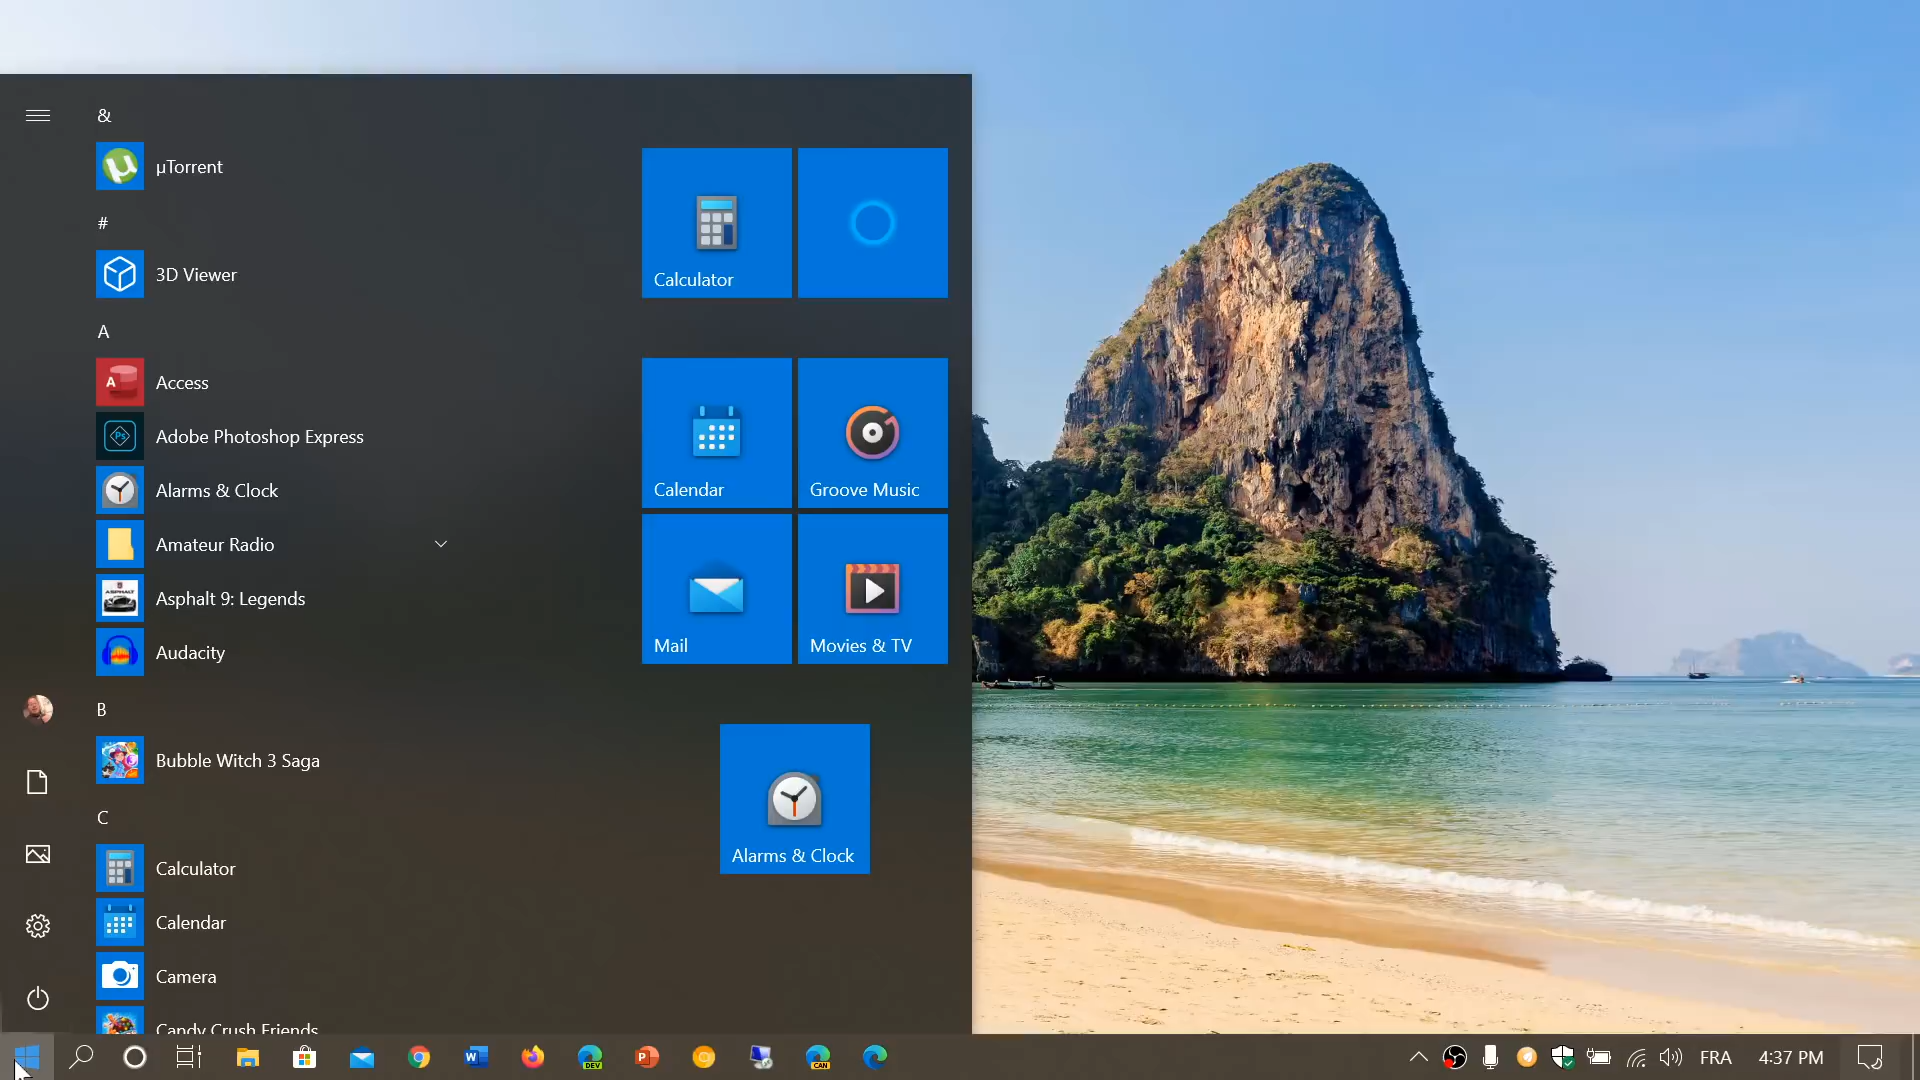 &
µTorrent
#
3D Viewer
A
Access
Adobe Photoshop Express
Alarms & Clock
Amateur Radio
Asphalt 9: Legends
Audacity
B
Bubble Witch 3 Saga
C
Calculator
Calendar
Camera
Candy Crush Friends
Calculator
Calendar
Groove Music
Mail
Movies & TV
Alarms & Clock
DEV
CAN
FRA
4:37 PM